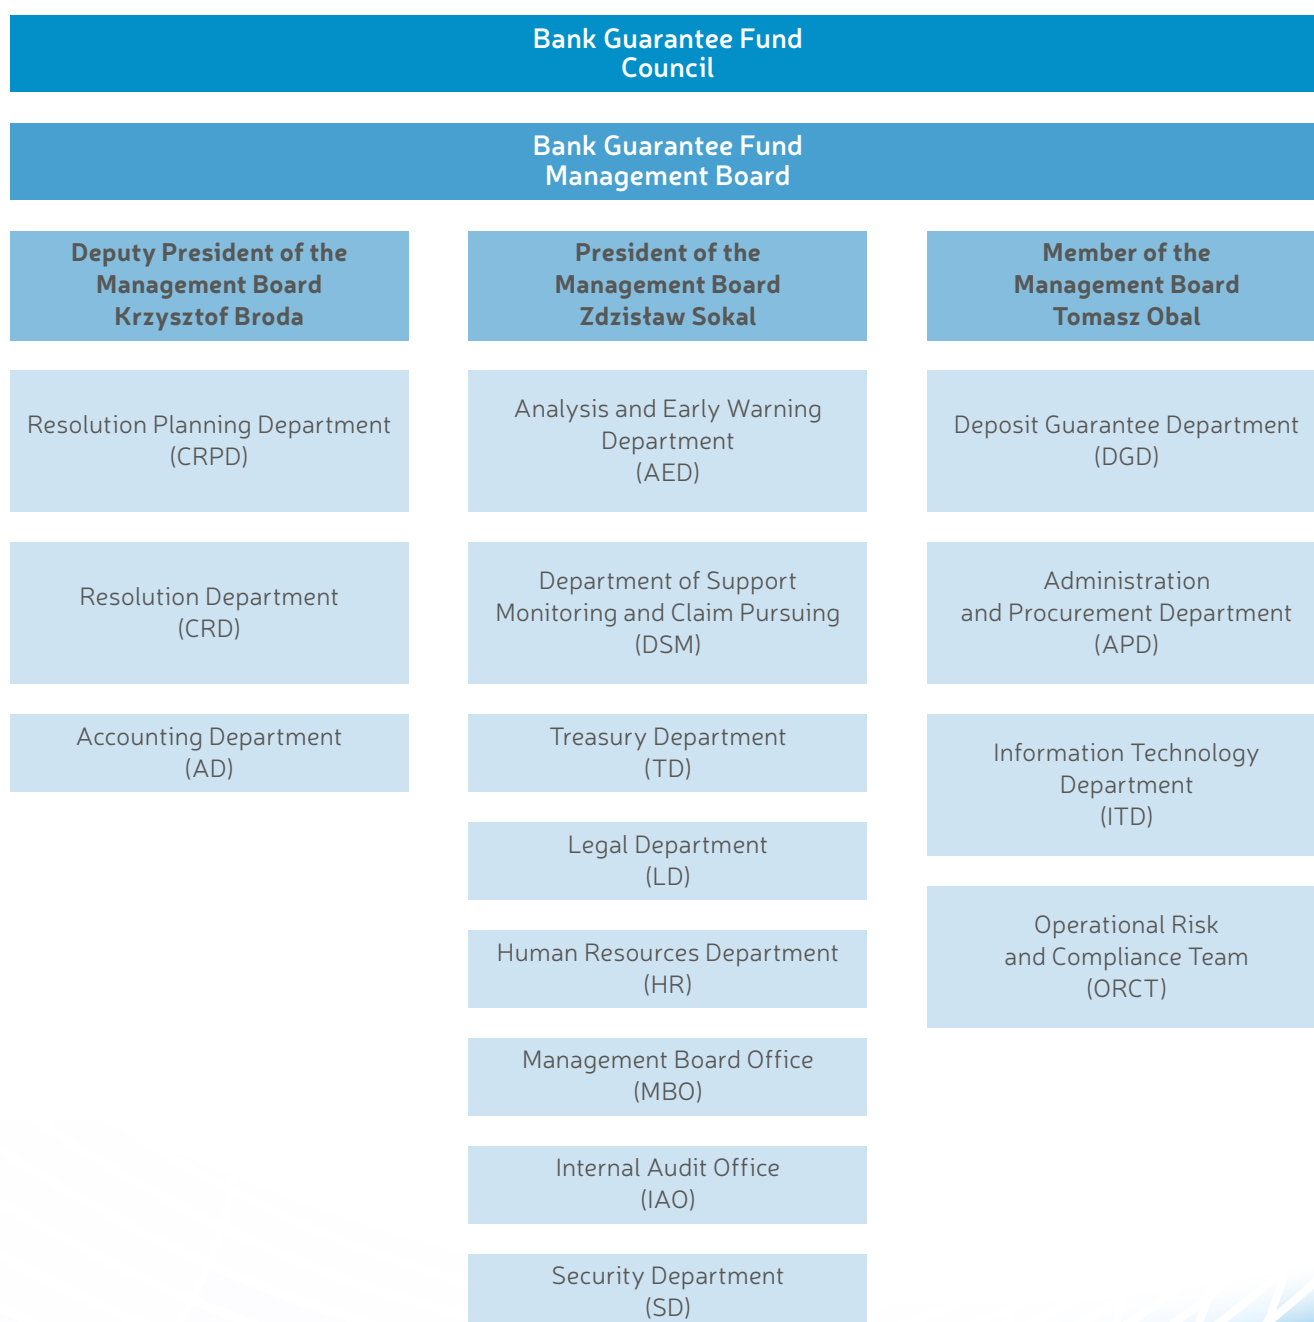 Bank Guarantee Fund
Council
Bank Guarantee Fund
Management Board
Deputy President of the
Management Board
Krzysztof Broda
Resolution Planning Department
(CRPD)
Resolution Department
(CRD)
Accounting Department
(AD)
President of the
Management Board
Zdzisław Sokal
Analysis and Early Warning
Department
(AED)
Department of Support
Monitoring and Claim Pursuing
(DSM)
Treasury Department
(TD)
Legal Department
(LD)
Human Resources Department
(HR)
Management Board Office
(MBO)
Internal Audit Office
(IAO)
Security Department
(SD)
Member of the
Management Board
Tomasz Obal
Deposit Guarantee Department
(DGD)
Administration
and Procurement Department
(APD)
Information Technology
Department
(ITD)
Operational Risk
and Compliance Team
(ORCT)